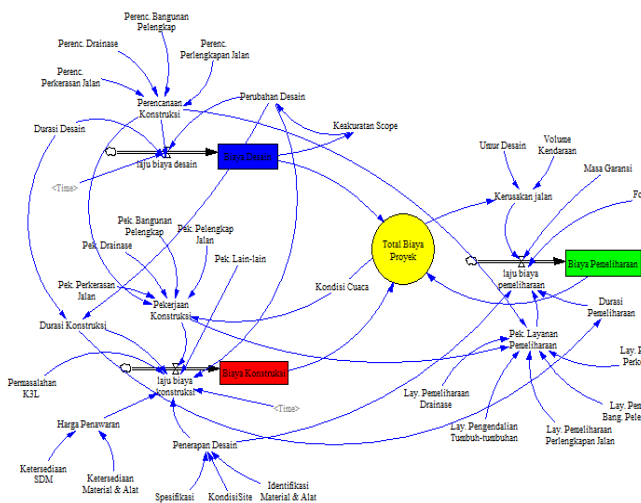 Perenc. Bangunan
Pelengkap
Perenc. Drainase
Perenc.
Perlengkapan Jalan
Perenc.
Perkerasan Jalan
Perencanaan
Konstruksi
Perubahan Desain
Durasi Desain
Keakuratan Scope
laju biaya desain
Biaya Desain
<Time>
Umur Desain
Volume
Kendaraan
Masa Garansi
Kerusakan jalan
Total Biaya
Proyek
laju biaya
pemeliharaan
Biaya Pemeliharaan
Pek. Bangunan
Pelengkap
Pek. Pelengkap
Jalan
Pek. Drainase
Pek. Lain-lain
Pek. Perkerasan
Jalan
Pekerjaan
Konstruksi
Kondisi Cuaca
Durasi
Pemeliharaan
Durasi Konstruksi
Pek. Layanan
Pemeliharaan
Permasalahan
K3L
laju biaya
konstruksi
Biaya Konstruksi
<Time>
Lay. Pemeliharaan
Drainase
Lay. Pengendalian
Tumbuh-tumbuhan
Lay. Pemeliharaan
Perlengkapan Jalan
Harga Penawaran
Penerapan Desain
Ketersediaan
SDM
Ketersediaan
Material & Alat
Spesifikasi
KondisiSite
Identifikasi
Material & Alat